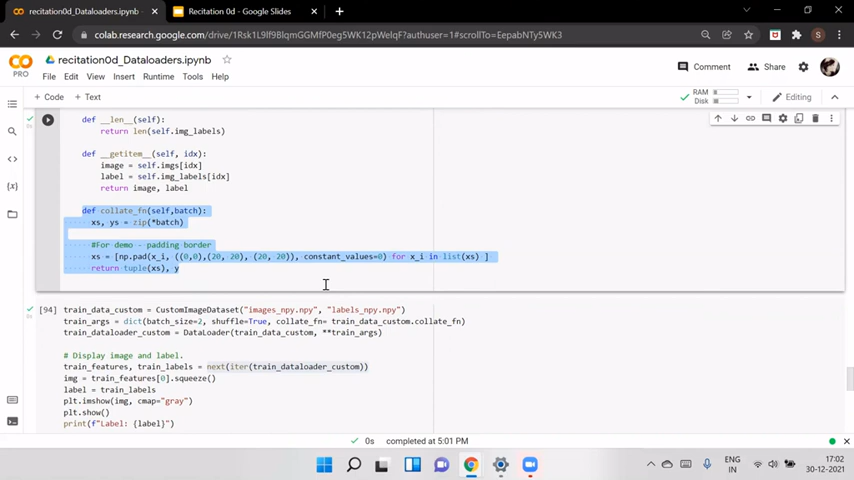 recitation0d_Dataloaders.ipynb -
Recitation 0d - Google Slides
colab.research.google.com/drive/1Rsk1L9lf9BlqmGGMfP0eg5WK12pWelqF?authuser=1#scrollTo=EepabNTy5WK3
PRO
recitation0d_Dataloaders.ipynb
File Edit View Insert Runtime Tools Help
Comment
Share
+ Code + Text
RAM
Disk
Editing
def __len__(self):
return len(self.img_labels)
def __getitem__(self, idx):
image = self.imgs[idx]
label = self.img_labels[idx]
return image, label
def collate_fn(self,batch):
xs, ys = zip(*batch)
#For demo - padding border
xs = [np.pad(x_i, ((0,0),(20, 20), (20, 20)), constant_values=0) for x_i in list(xs) ]
return tuple(xs), y
[94] train_data_custom = CustomImageDataset("images_npy.npy", "labels_npy.npy")
train_args = dict(batch_size=2, shuffle=True, collate_fn= train_data_custom.collate_fn)
train_dataloader_custom = DataLoader(train_data_custom, **train_args)
# Display image and label.
train_features, train_labels = next(iter(train_dataloader_custom))
img = train_features[0].squeeze()
label = train_labels
plt.imshow(img, cmap="gray")
plt.show()
print(f"Label: {label}")
0s completed at 5:01 PM
ENG
IN
17:02
30-12-2021